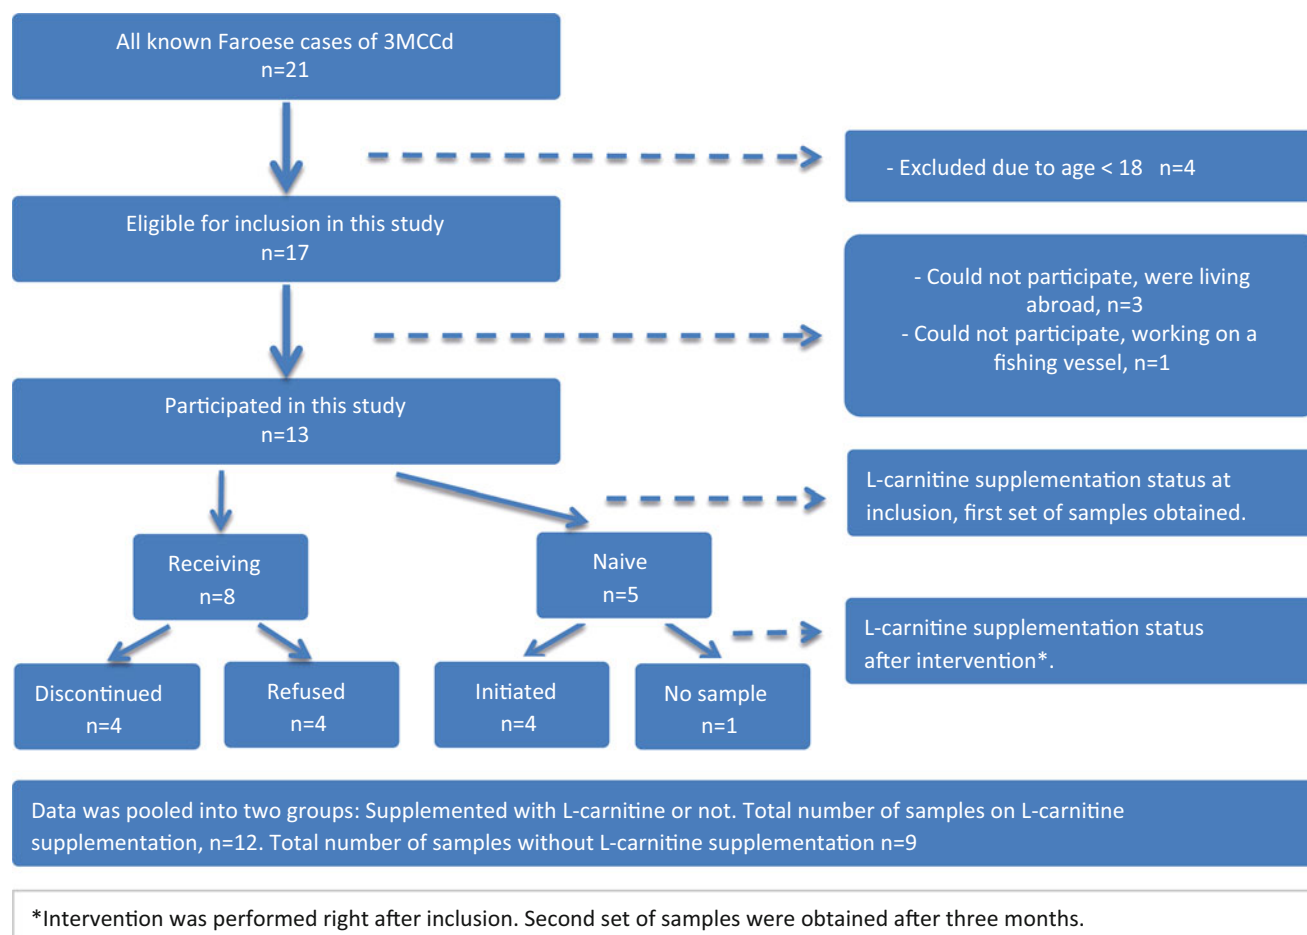 All known Faroese cases of 3MCCd
n=21
- Excluded due to age < 18   n=4
Eligible for inclusion in this study
n=17
- Could not participate, were living
abroad, n=3
- Could not participate, working on a
fishing vessel, n=1
Participated in this study
n=13
L-carnitine supplementation status at
inclusion, first set of samples obtained.
Receiving
n=8
Naive
n=5
L-carnitine supplementation status
after intervention*.
Discontinued
n=4
Refused
n=4
Initiated
n=4
No sample
n=1
Data was pooled into two groups: Supplemented with L-carnitine or not. Total number of samples on L-carnitine
supplementation, n=12. Total number of samples without L-carnitine supplementation n=9
*Intervention was performed right after inclusion. Second set of samples were obtained after three months.